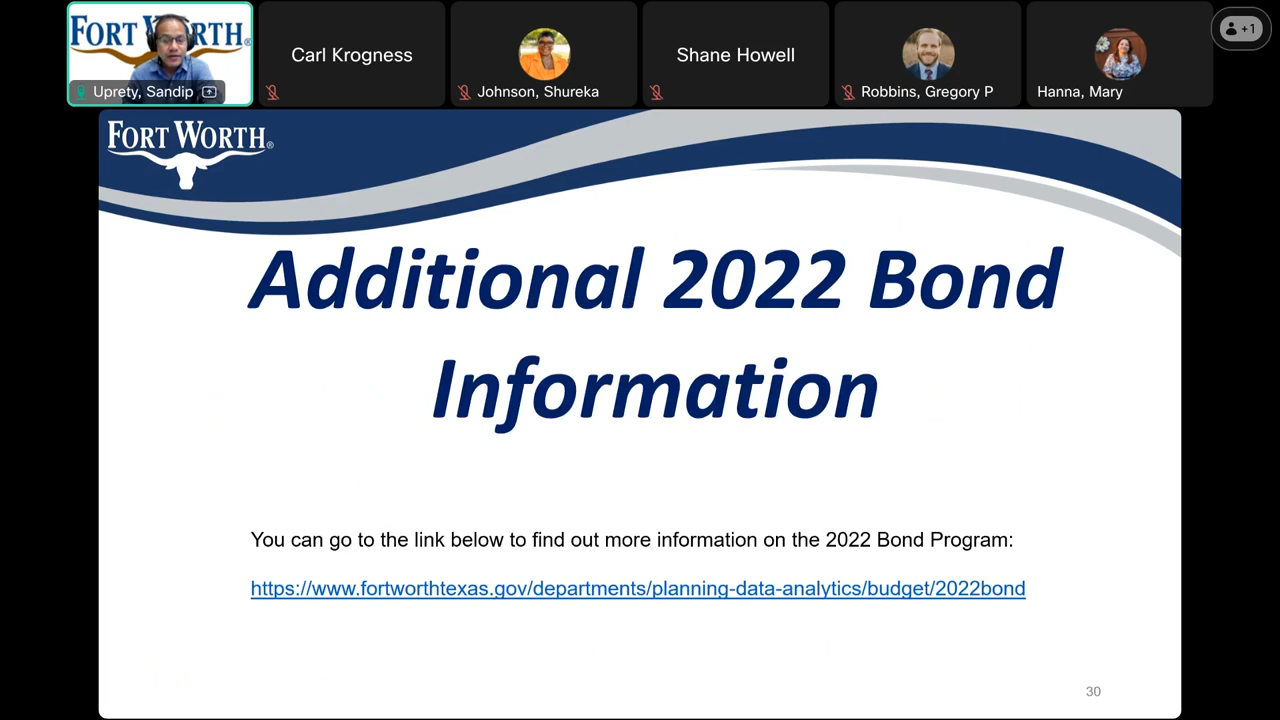 FORT WORTH®
Uprety, Sandip
Carl Krogness
Johnson, Shureka
Shane Howell
Robbins, Gregory P
Hanna, Mary
+1
FORT WORTH®
Additional 2022 Bond
Information
You can go to the link below to find out more information on the 2022 Bond Program:
https://www.fortworthtexas.gov/departments/planning-data-analytics/budget/2022bond
30